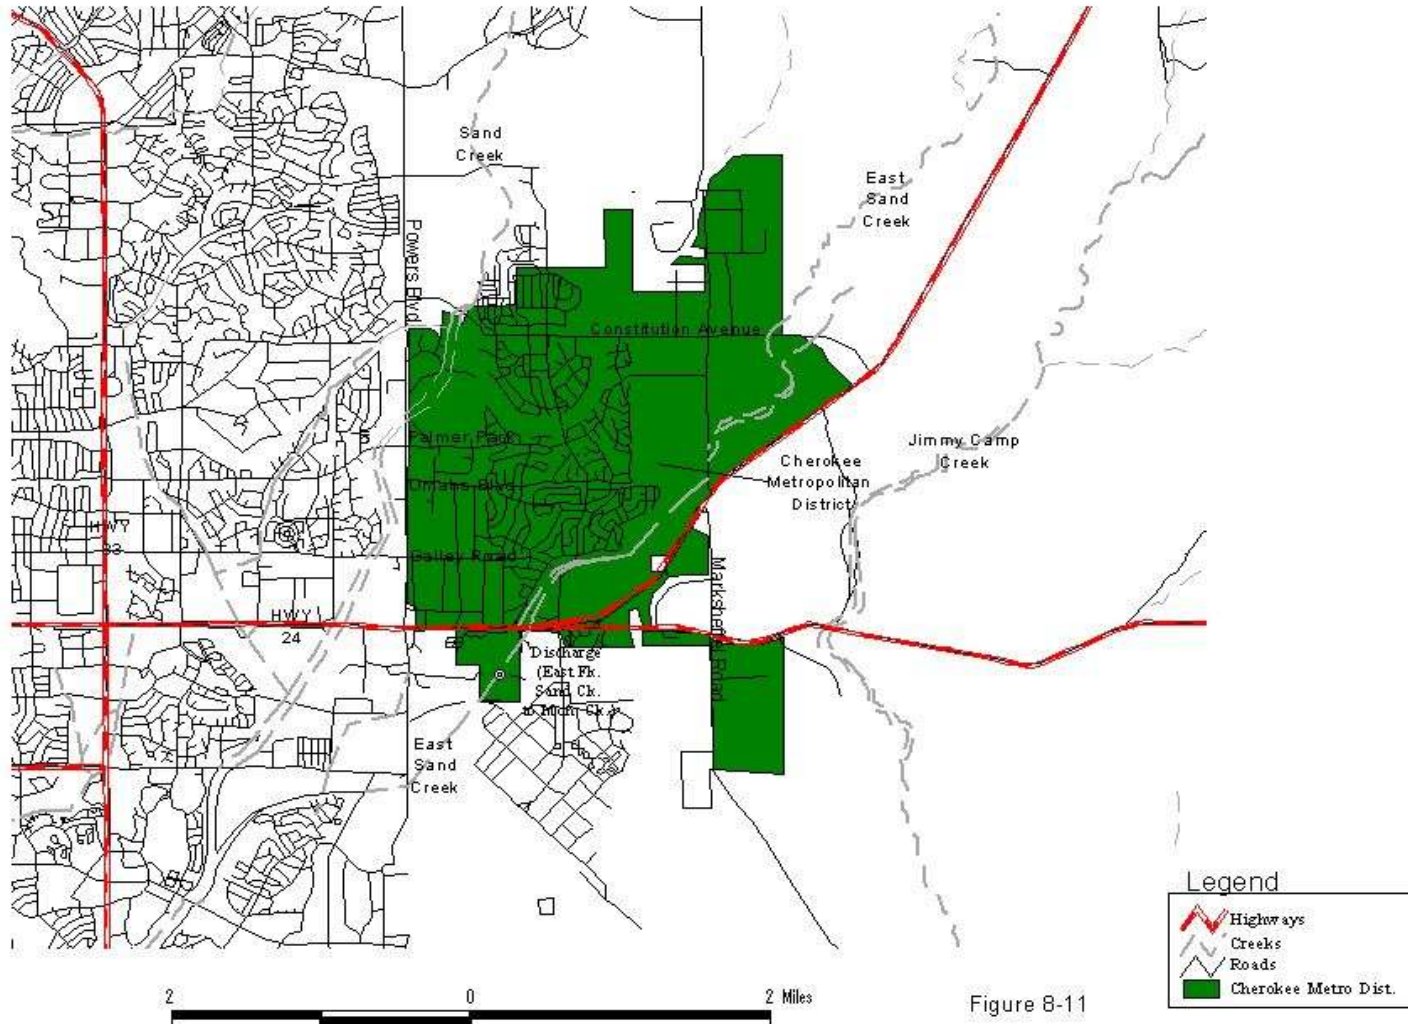 Sand
Creek
East
Sand
Creek
Powers Blvd
Constitution Avenue
Palmer Park
Omaha Blvd
Jimmy Camp
Creek
Cherokee
Metropolitan
District
HWY
83
Galley Road
Marksheffel Road
HWY
24
Discharge
(East Fk.
Sand Ck.
East
Sand
Creek
Legend
Highways
Creeks
Roads
Cherokee Metro Dist.
2 0 2 Miles
Figure 8-11